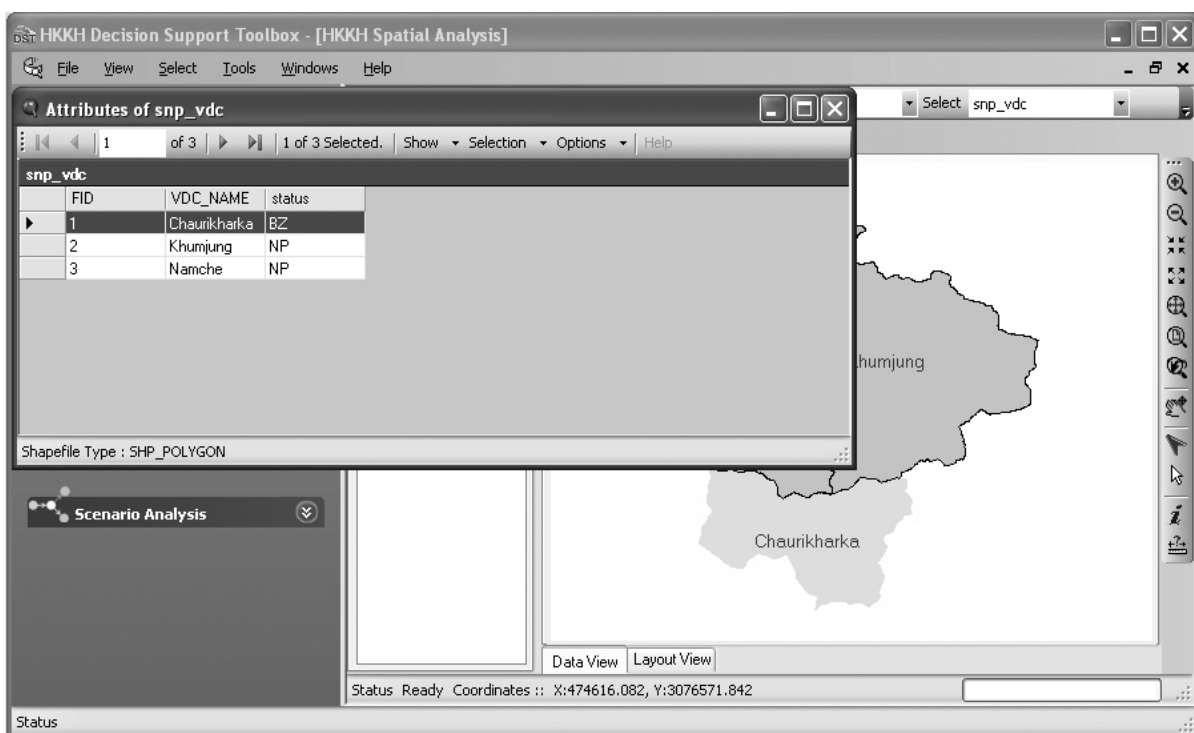 DST HKKH Decision Support Toolbox - [HKKH Spatial Analysis]
File View Select Tools Windows Help
Attributes of snp_vdc
Select snp_vdc
1 of 3 1 of 3 Selected. Show Selection Options Help
snp_vdc
FID VDC_NAME status
1 Chaurikharka BZ
2 Khumjung NP
3 Namche NP
humjung
Shapefile Type : SHP_POLYGON
Scenario Analysis
Chaurikharka
Data View Layout View
Status Ready Coordinates :: X:474616.082, Y:3076571.842
Status